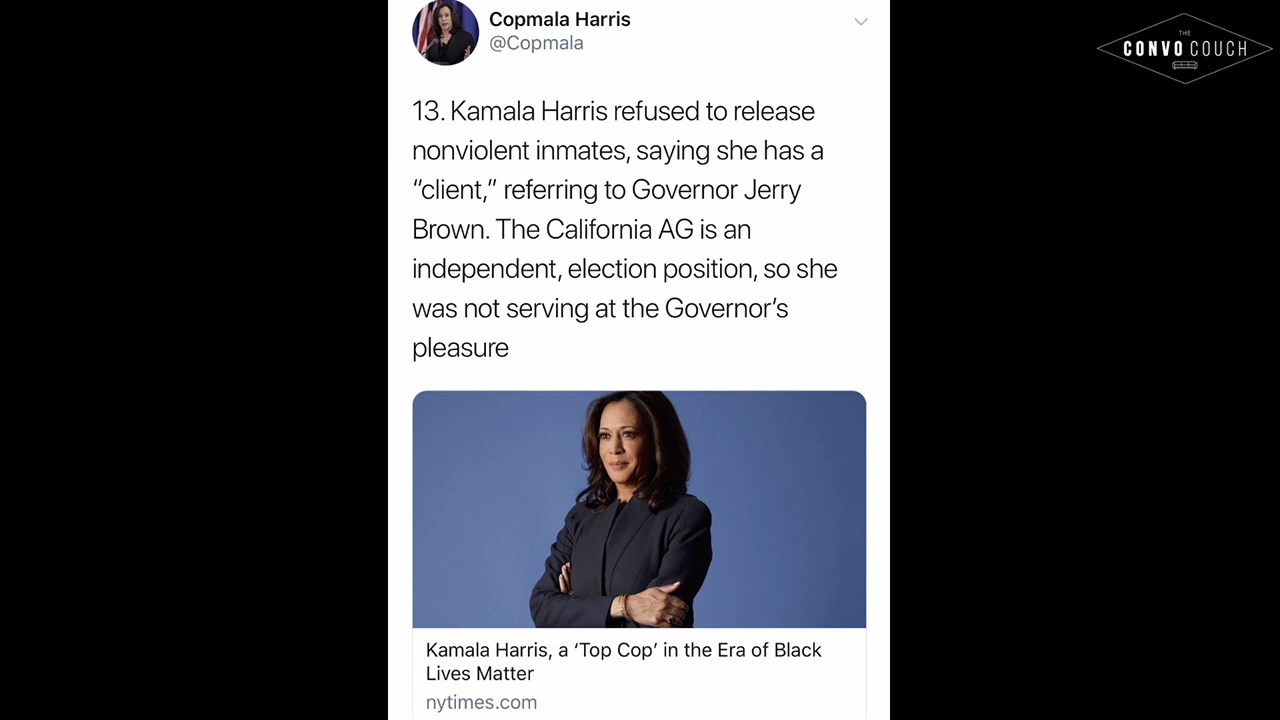 Copmala Harris
@Copmala
THE
CONVO COUCH
13. Kamala Harris refused to release
nonviolent inmates, saying she has a
“client,” referring to Governor Jerry
Brown. The California AG is an
independent, election position, so she
was not serving at the Governor’s
pleasure
Kamala Harris, a ‘Top Cop’ in the Era of Black
Lives Matter
nytimes.com